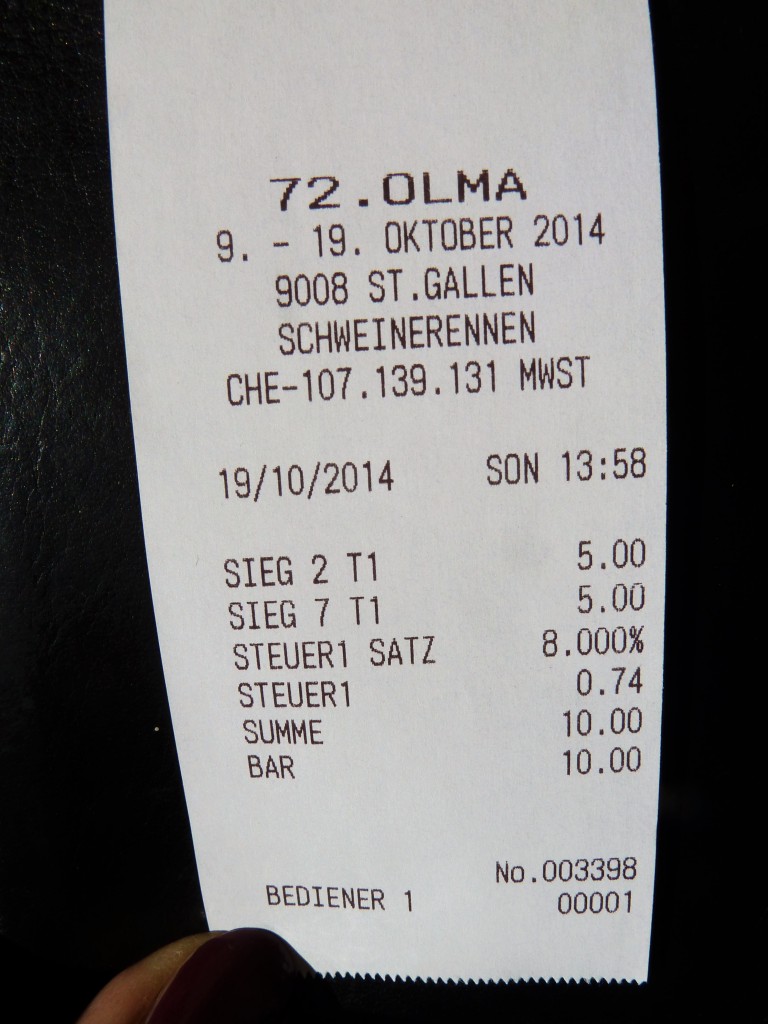 72.OLMA
9. - 19. OKTOBER 2014
9008 ST.GALLEN
SCHWEINERENNEN
CHE-107.139.131 MWST
19/10/2014 SON 13:58
SIEG 2 T1 5.00
SIEG 7 T1 5.00
STEUER1 SATZ 8.000%
STEUER1 0.74
SUMME 10.00
BAR 10.00
No.003398
BEDIENER 1 00001